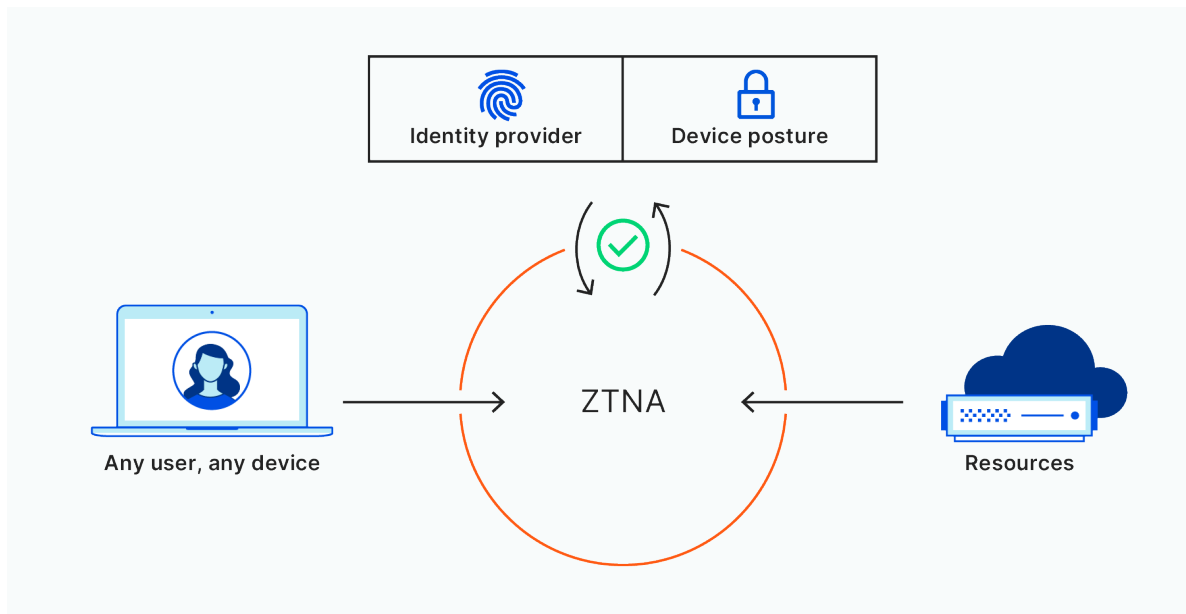 Identity provider
Device posture
ZTNA
Any user, any device
Resources